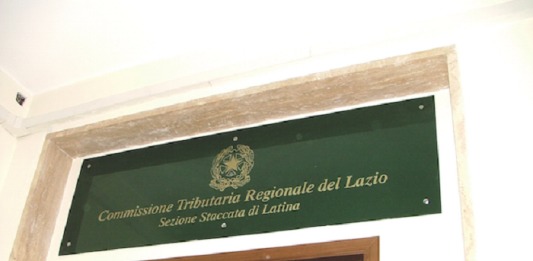 Commissione Tributaria Regionale del Lazio
Sezione Staccata di Latina